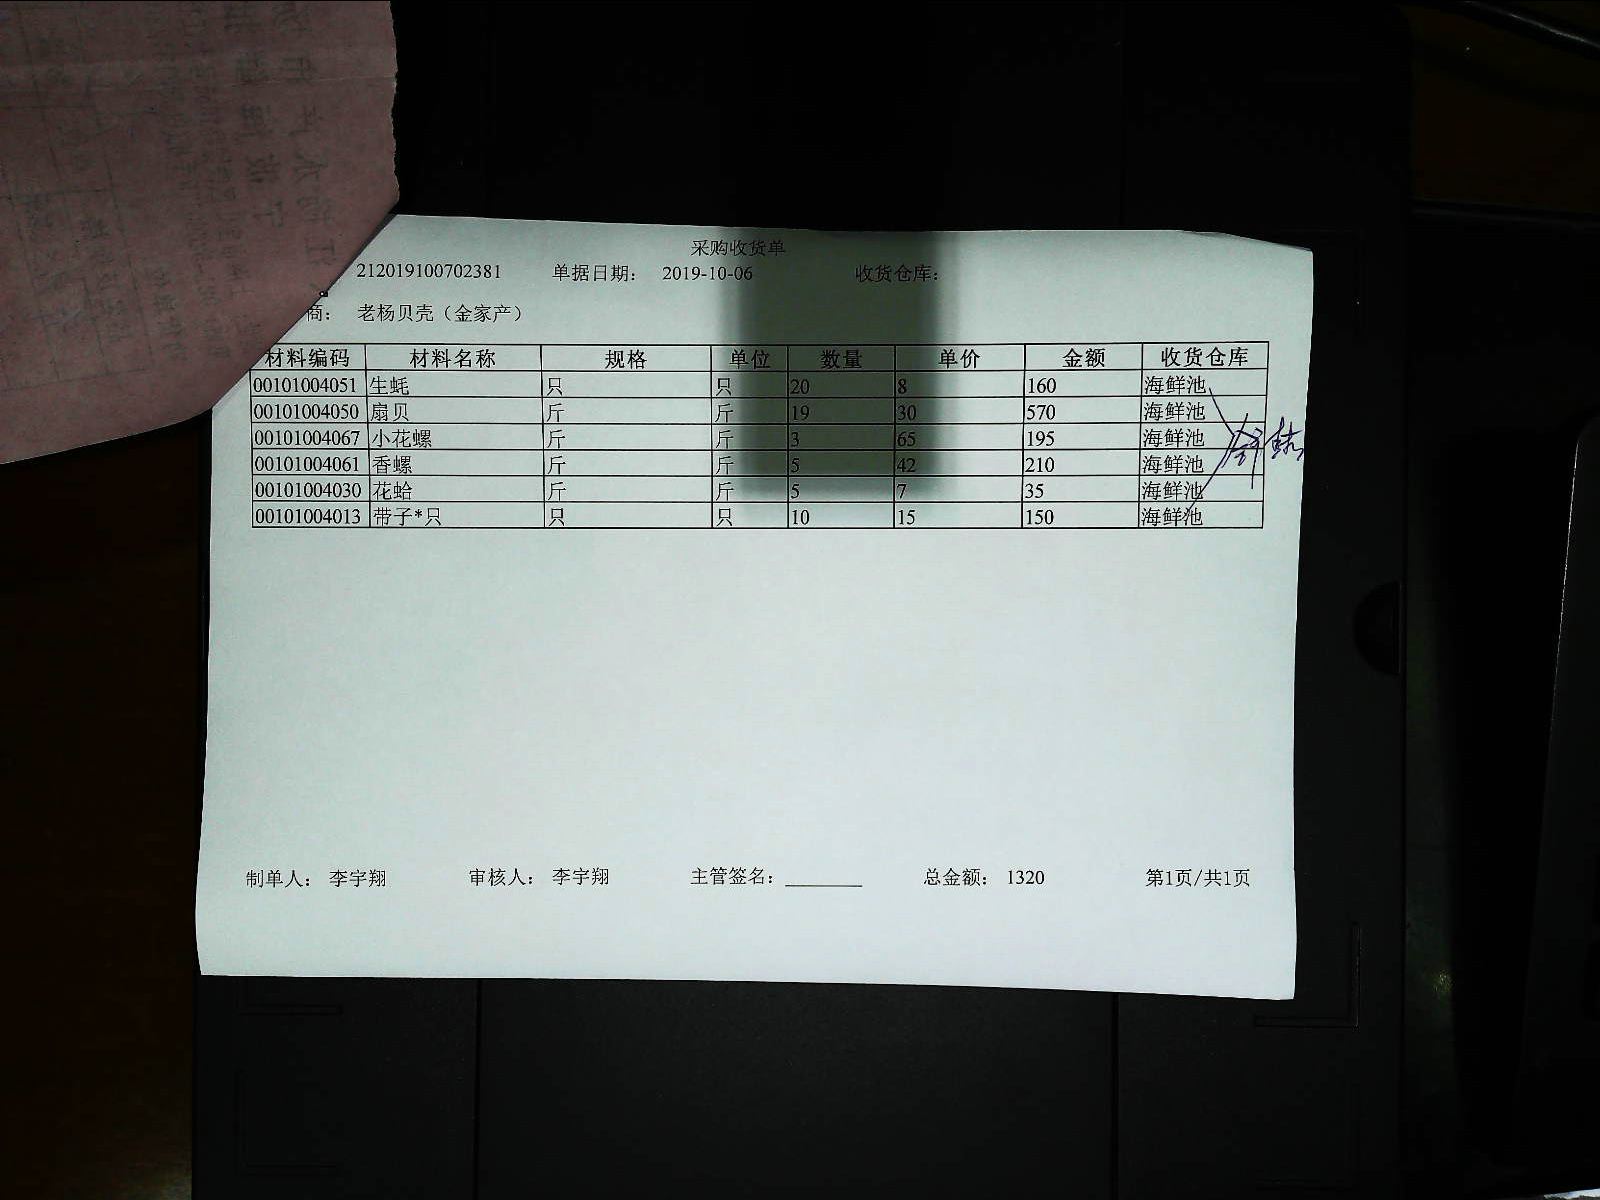 采购收货单
212019100702381 单据日期: 2019-10-06 收货仓库:
商: 老杨贝壳（金家产）
材料编码 材料名称 规格 单位 数量 单价 金额 收货仓库
00101004051 生蚝 只 只 20 8 160 海鲜池
00101004050 扇贝 斤 斤 19 30 570 海鲜池
00101004067 小花螺 斤 斤 3 65 195 海鲜池
00101004061 香螺 斤 斤 5 42 210 海鲜池
00101004030 花蛤 斤 斤 5 7 35 海鲜池
00101004013 带子*只 只 只 10 15 150 海鲜池
制单人: 李宇翔 审核人: 李宇翔 主管签名: 总金额: 1320 第1页/共1页